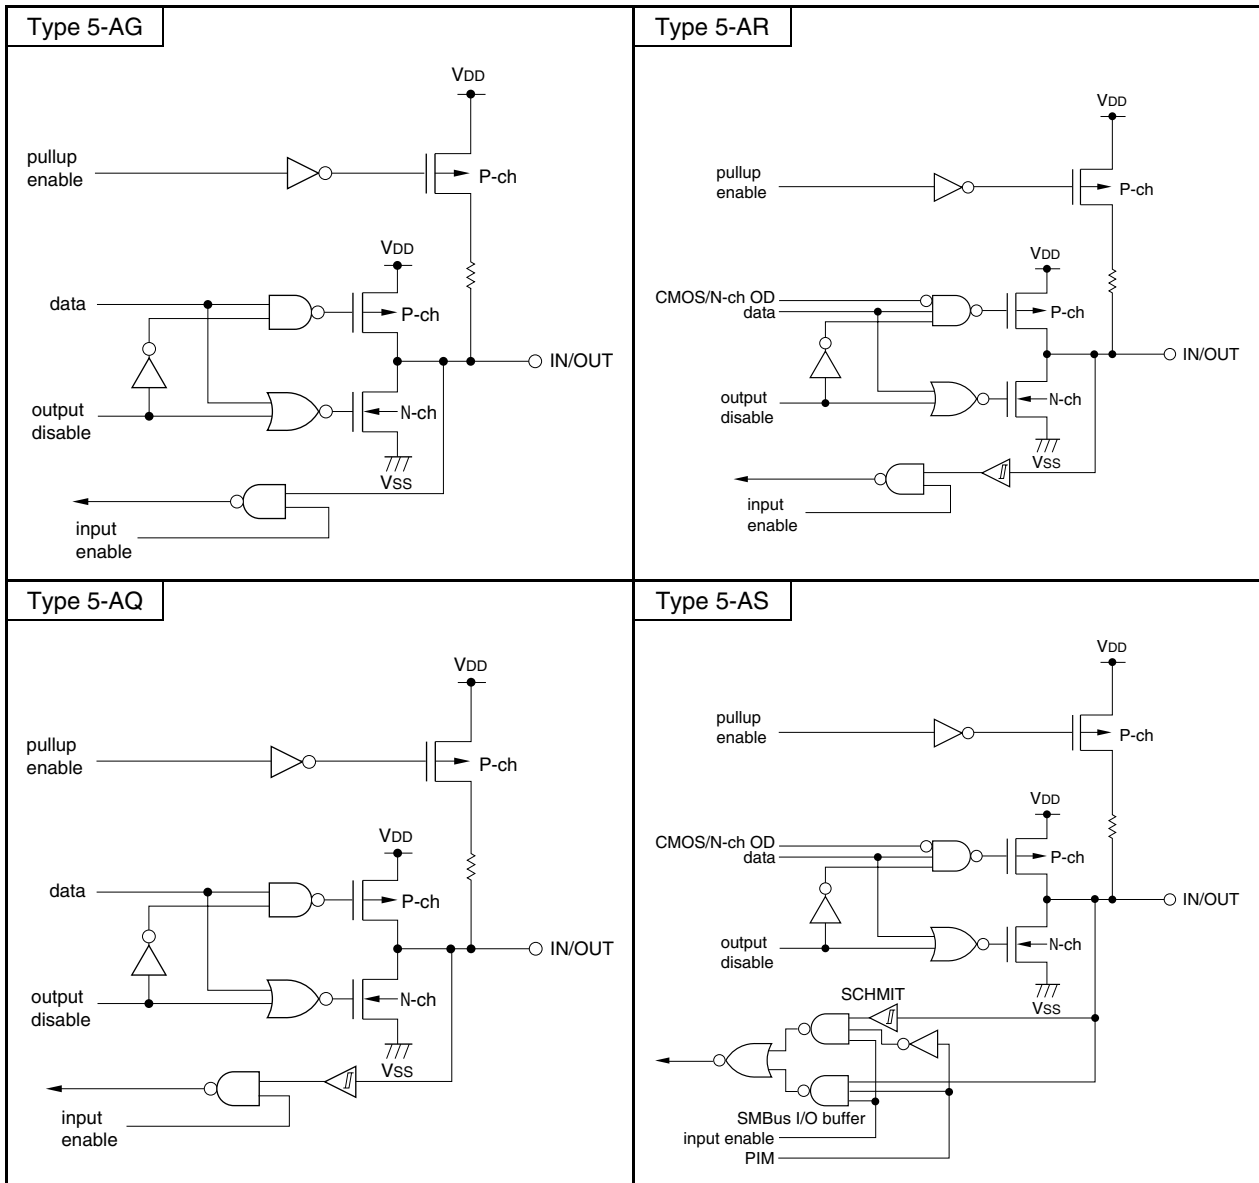 Type 5-AG
VDD
pullup
enable
P-ch
VDD
data
P-ch
IN/OUT
output
disable
N-ch
VSS
input
enable
Type 5-AR
VDD
pullup
enable
P-ch
VDD
CMOS/N-ch OD
data
P-ch
IN/OUT
output
disable
N-ch
VSS
input
enable
Type 5-AQ
VDD
pullup
enable
P-ch
VDD
data
P-ch
IN/OUT
output
disable
N-ch
VSS
input
enable
Type 5-AS
VDD
pullup
enable
P-ch
VDD
CMOS/N-ch OD
data
P-ch
IN/OUT
output
disable
N-ch
VSS
SCHMIT
SMBus I/O buffer
input enable
PIM